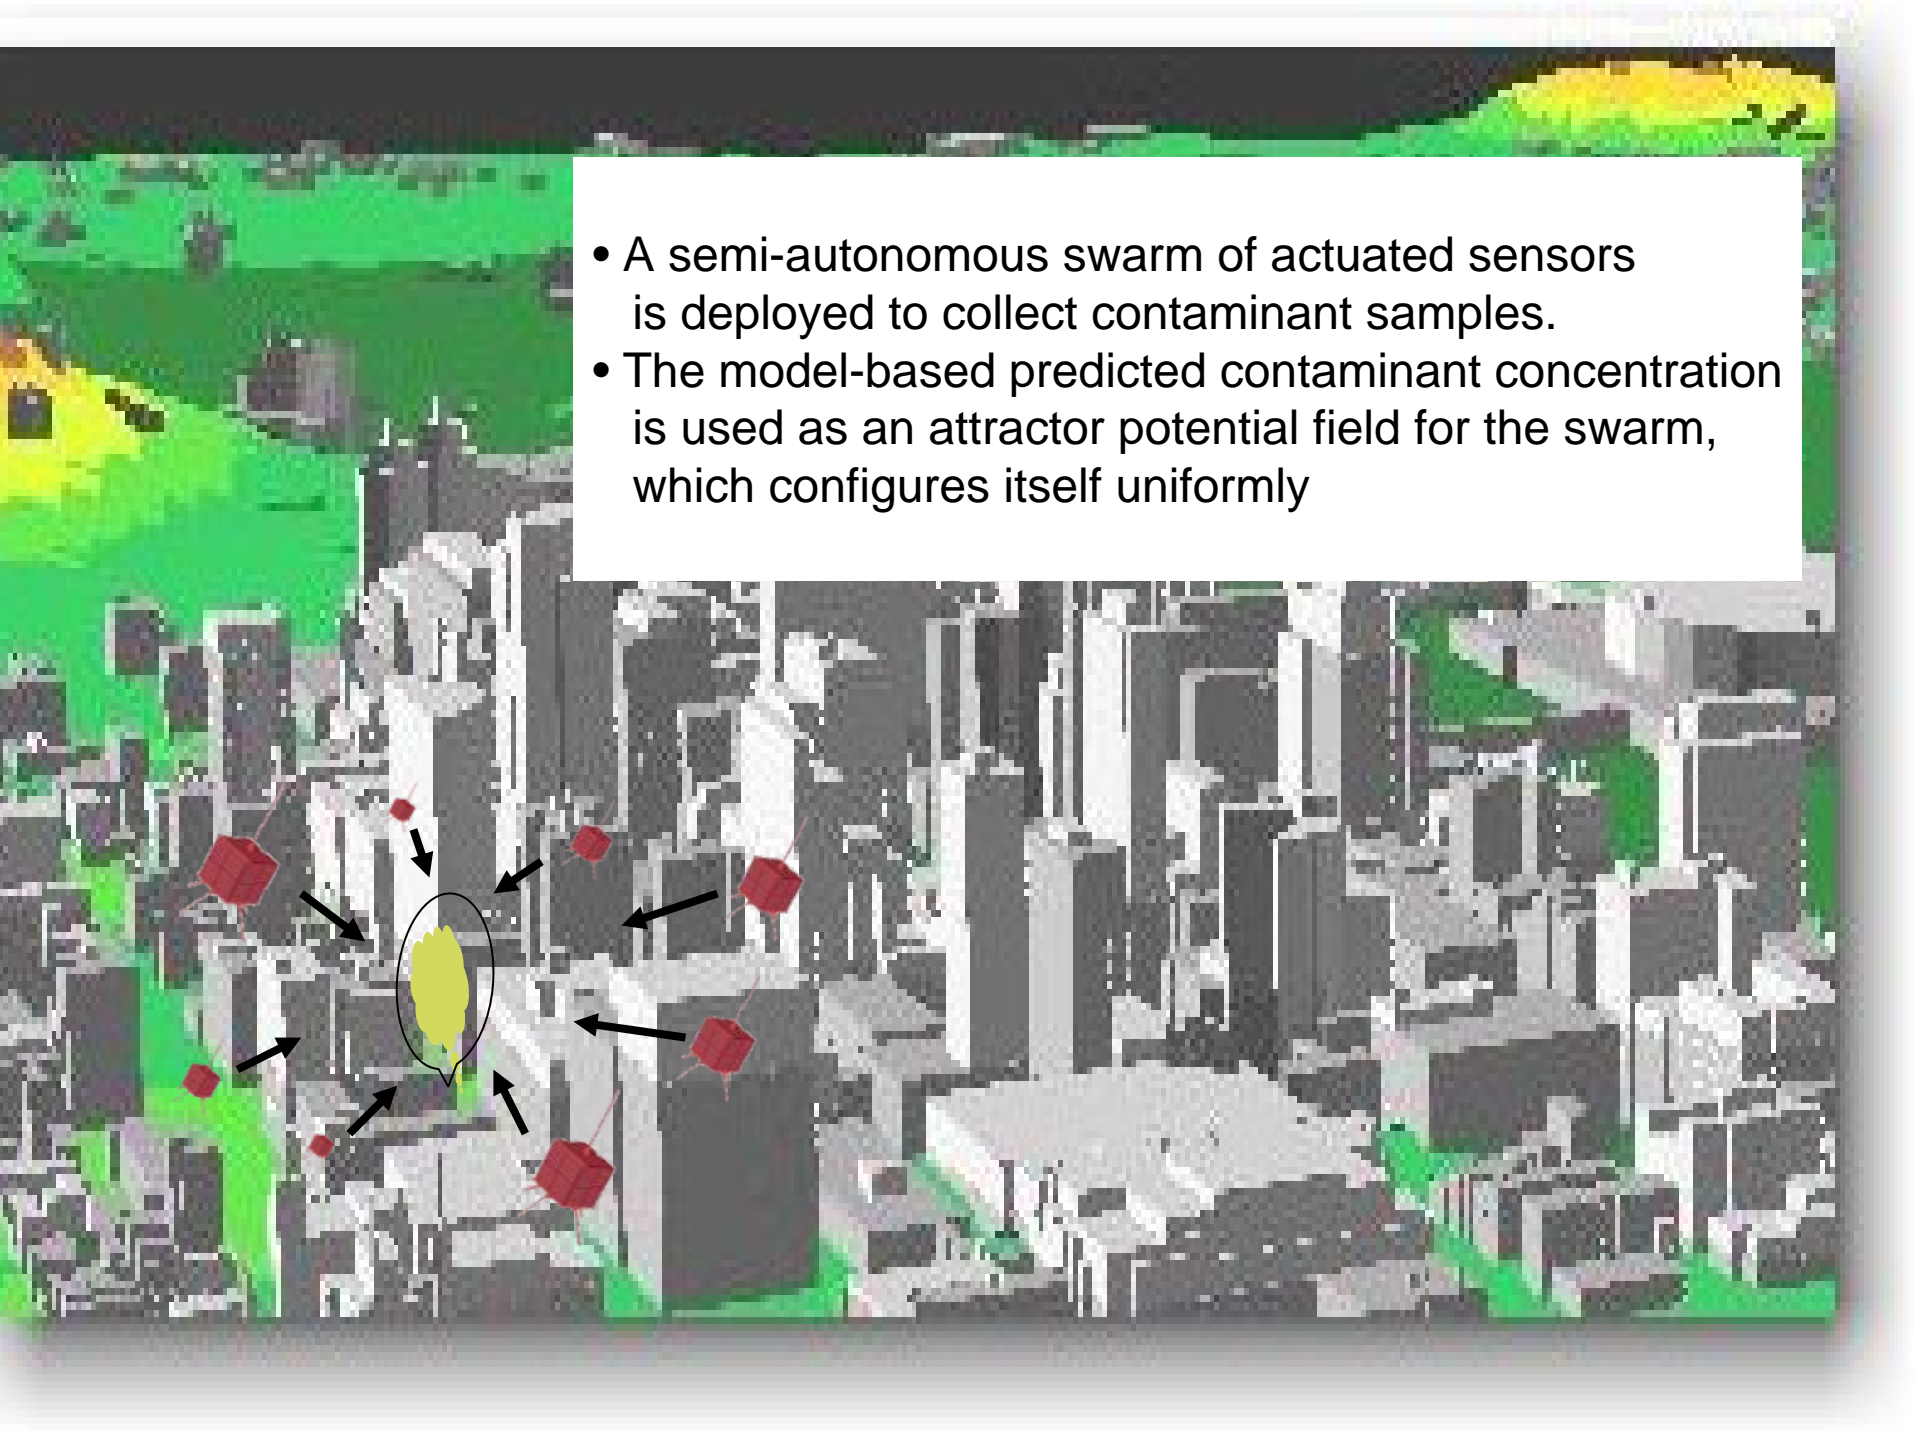 • A semi-autonomous swarm of actuated sensors
is deployed to collect contaminant samples.
• The model-based predicted contaminant concentration
is used as an attractor potential field for the swarm,
which configures itself uniformly